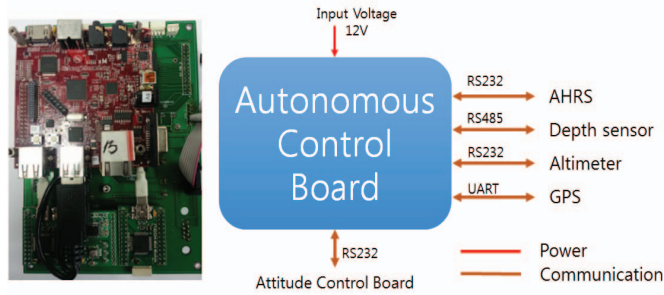 Input Voltage
12V
Autonomous
Control
Board
RS232
AHRS
RS485
Depth sensor
RS232
Altimeter
UART
GPS
RS232
Attitude Control Board
Power
Communication